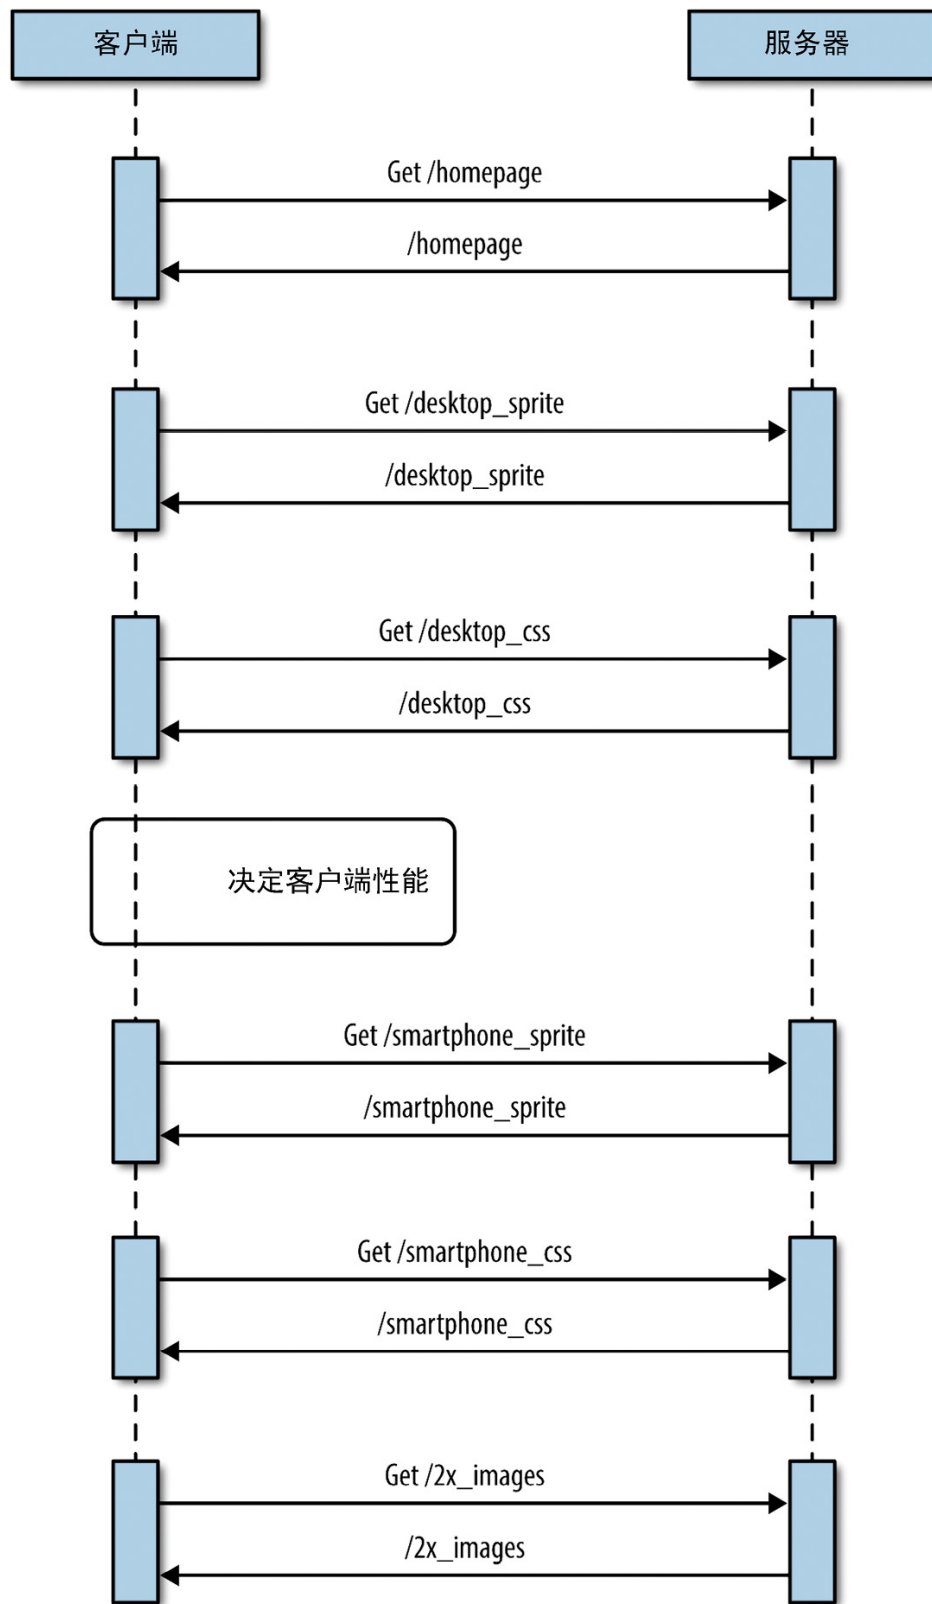 客户端
服务器
Get /homepage
/homepage
Get /desktop_sprite
/desktop_sprite
Get /desktop_css
/desktop_css
决定客户端性能
Get /smartphone_sprite
/smartphone_sprite
Get /smartphone_css
/smartphone_css
Get /2x_images
/2x_images